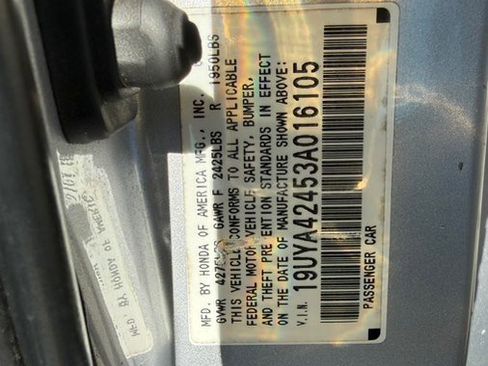 MFD. BY HONDA OF AMERICA MFG., INC.
GVWR GAWR F 2425LBS R 1950LBS
THIS VEHICLE CONFORMS TO ALL APPLICABLE
FEDERAL MOTOR VEHICLE SAFETY, BUMPER,
AND THEFT PREVENTION STANDARDS IN EFFECT
ON THE DATE OF MANUFACTURE SHOWN ABOVE:
V.I.N. 19UYA42453A016105
PASSENGER CAR